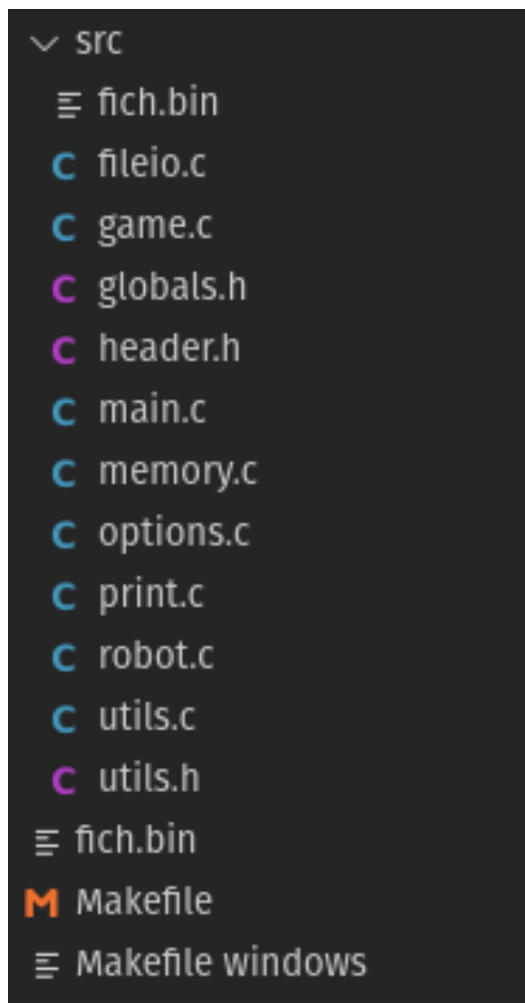 src
fich.bin
fileio.c
game.c
globals.h
header.h
main.c
memory.c
options.c
print.c
robot.c
utils.c
utils.h
fich.bin
Makefile
Makefile windows